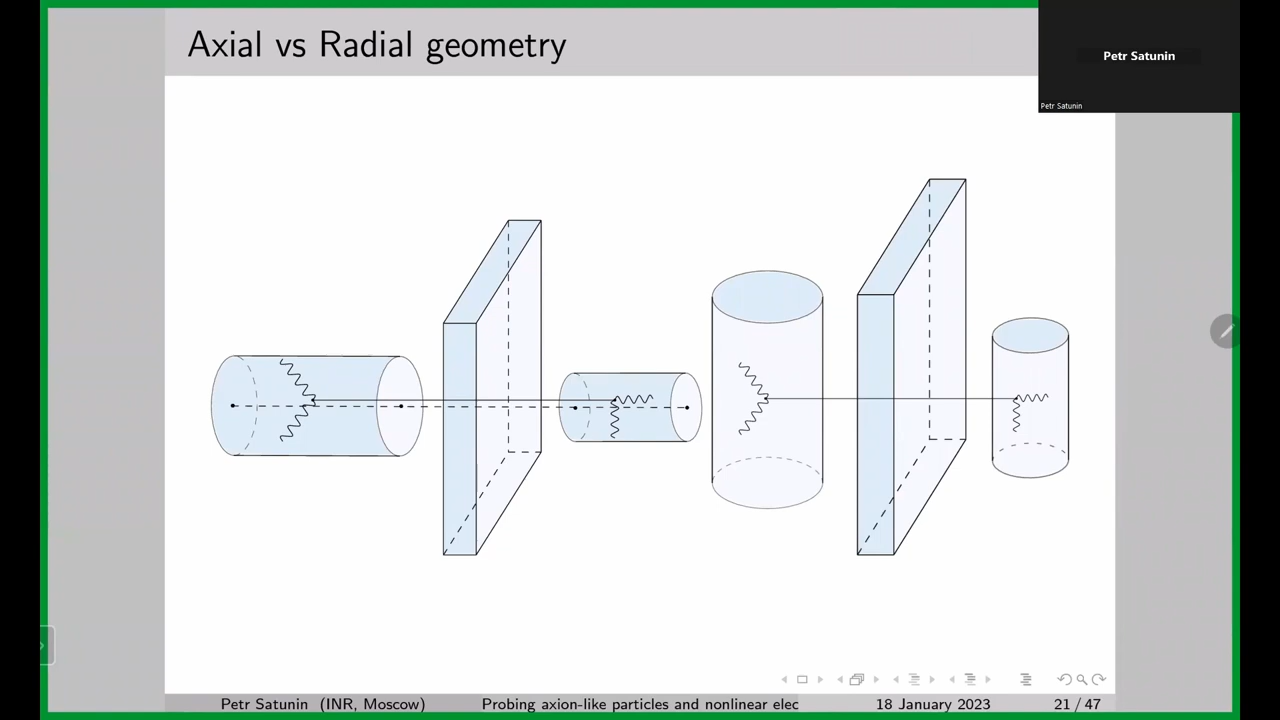 Axial vs Radial geometry
Petr Satunin
Petr Satunin
Petr Satunin (INR, Moscow)
Probing axion-like particles and nonlinear elec
18 January 2023
21 / 47